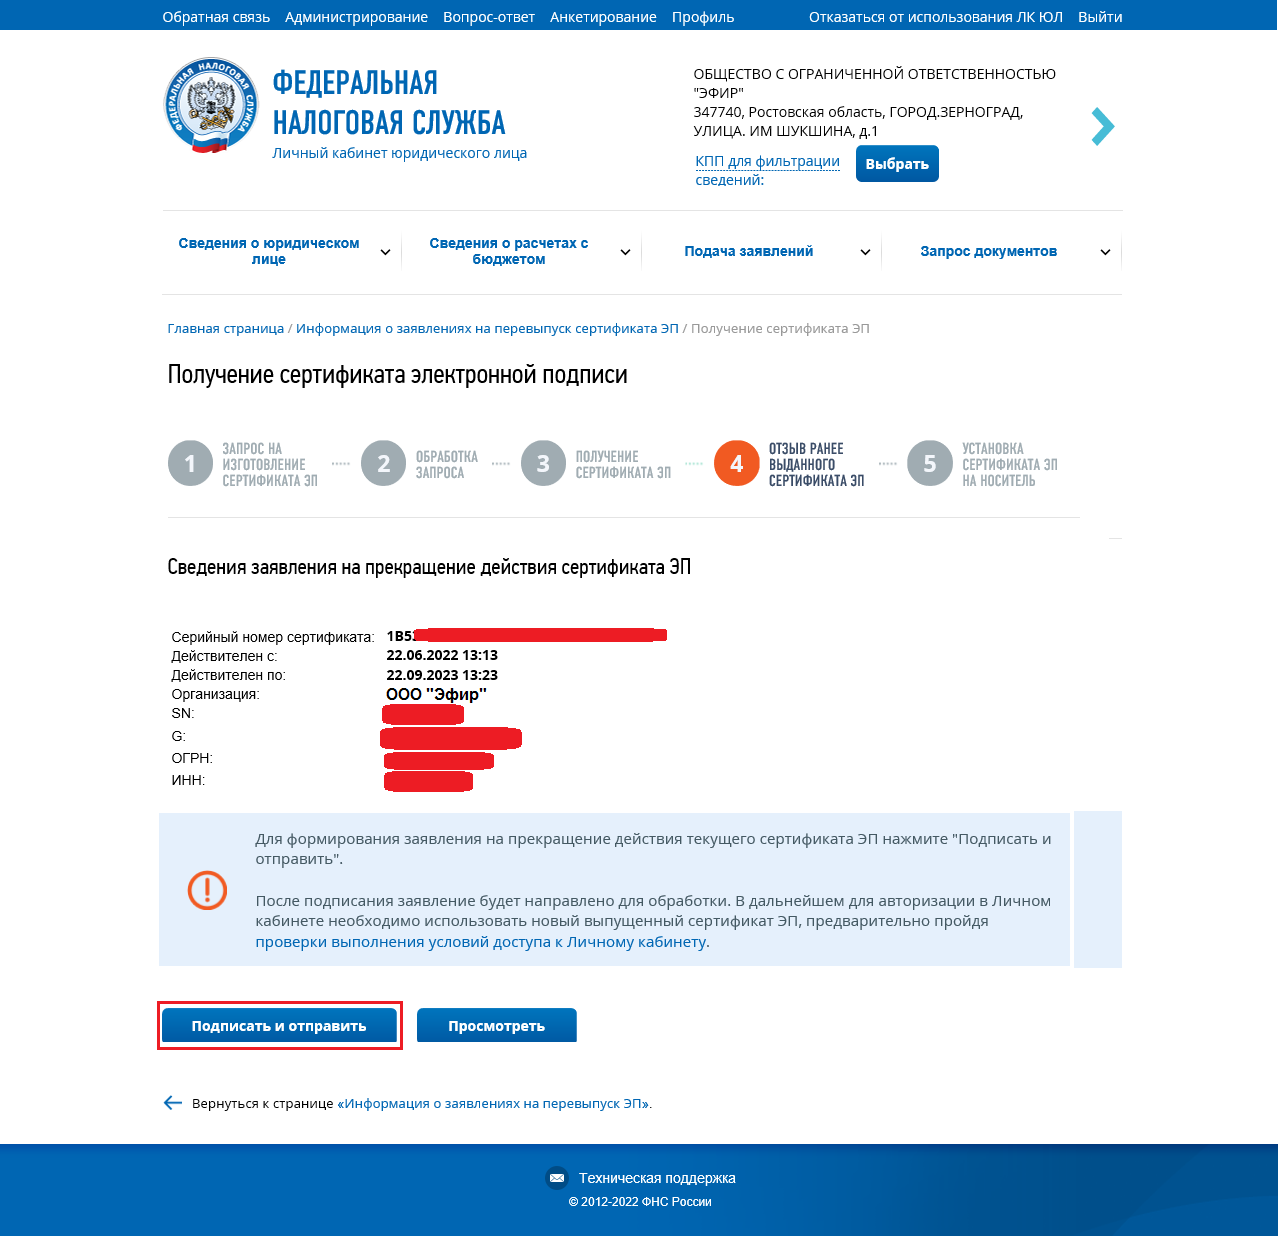 Обратная связь Администрирование Вопрос-ответ Анкетирование Профиль Отказаться от использования ЛК ЮЛ Выйти
ФЕДЕРАЛЬНАЯ НАЛОГОВАЯ СЛУЖБА
ФЕДЕРАЛЬНАЯ
НАЛОГОВАЯ СЛУЖБА
Личный кабинет юридического лица
ОБЩЕСТВО С ОГРАНИЧЕННОЙ ОТВЕТСТВЕННОСТЬЮ
"ЭФИР"
347740, Ростовская область, ГОРОД.ЗЕРНОГРАД,
УЛИЦА. ИМ ШУКШИНА, д.1
КПП для фильтрации
сведений:
Выбрать
Сведения о юридическом
лице
Сведения о расчетах с
бюджетом
Подача заявлений
Запрос документов
Главная страница / Информация о заявлениях на перевыпуск сертификата ЭП / Получение сертификата ЭП
Получение сертификата электронной подписи
1
ЗАПРОС НА
ИЗГОТОВЛЕНИЕ
СЕРТИФИКАТА ЭП
2
ОБРАБОТКА
ЗАПРОСА
3
ПОЛУЧЕНИЕ
СЕРТИФИКАТА ЭП
4
ОТЗЫВ РАНЕЕ
ВЫДАННОГО
СЕРТИФИКАТА ЭП
5
УСТАНОВКА
СЕРТИФИКАТА ЭП
НА НОСИТЕЛЬ
Сведения заявления на прекращение действия сертификата ЭП
Серийный номер сертификата: 1B5
Действителен с: 22.06.2022 13:13
Действителен по: 22.09.2023 13:23
Организация: ООО "Эфир"
SN:
G:
ОГРН:
ИНН:
Для формирования заявления на прекращение действия текущего сертификата ЭП нажмите "Подписать и
отправить".
После подписания заявление будет направлено для обработки. В дальнейшем для авторизации в Личном
кабинете необходимо использовать новый выпущенный сертификат ЭП, предварительно пройдя
проверки выполнения условий доступа к Личному кабинету.
Подписать и отправить Просмотреть
Вернуться к странице «Информация о заявлениях на перевыпуск ЭП».
Техническая поддержка
© 2012-2022 ФНС России